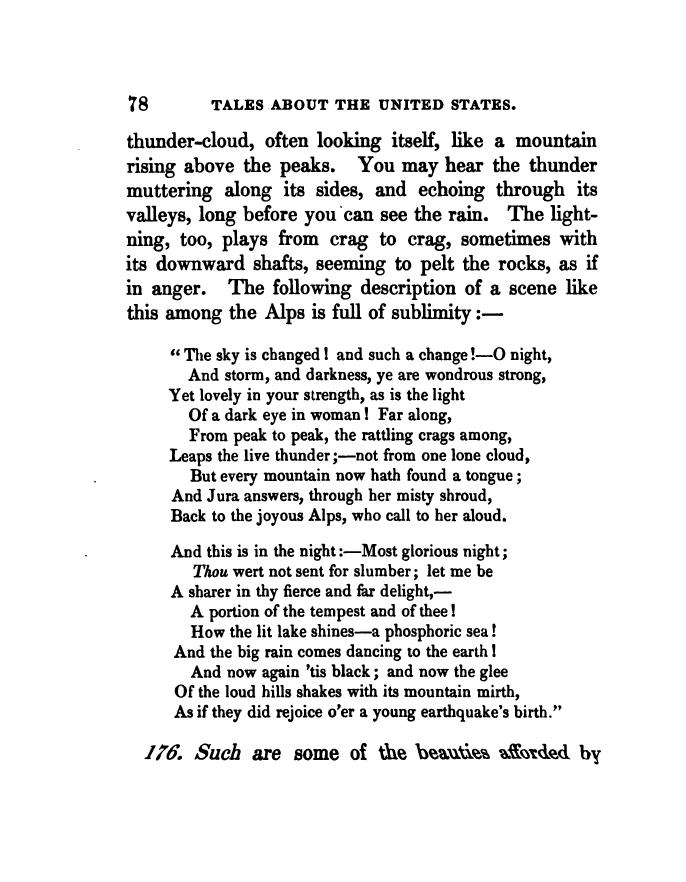 78 TALES ABOUT THE UNITED STATES.
thunder-cloud, often looking itself, like a mountain
rising above the peaks. You may hear the thunder
muttering along its sides, and echoing through its
valleys, long before you can see the rain. The light-
ning, too, plays from crag to crag, sometimes with
its downward shafts, seeming to pelt the rocks, as if
in anger. The following description of a scene like
this among the Alps is full of sublimity :—
“ The sky is changed ! and such a change !—O night,
And storm, and darkness, ye are wondrous strong,
Yet lovely in your strength, as is the light
Of a dark eye in woman ! Far along,
From peak to peak, the rattling crags among,
Leaps the live thunder ;—not from one lone cloud,
But every mountain now hath found a tongue ;
And Jura answers, through her misty shroud,
Back to the joyous Alps, who call to her aloud.
And this is in the night :—Most glorious night ;
Thou wert not sent for slumber ; let me be
A sharer in thy fierce and far delight,—
A portion of the tempest and of thee !
How the lit lake shines—a phosphoric sea !
And the big rain comes dancing to the earth !
And now again ’tis black ; and now the glee
Of the loud hills shakes with its mountain mirth,
As if they did rejoice o’er a young earthquake’s birth.”
176. Such are some of the beauties afforded by